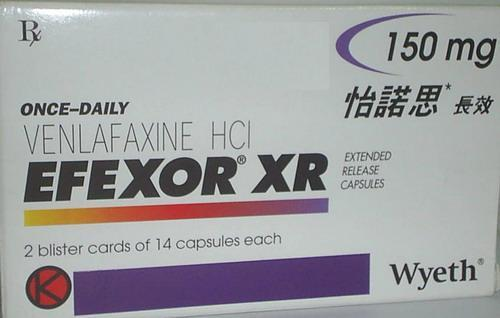 Rx
150 mg
怡諾思* 長效
ONCE-DAILY
VENLAFAXINE HCl
EFEXOR® XR
EXTENDED
RELEASE
CAPSULES
2 blister cards of 14 capsules each
K
Wyeth®